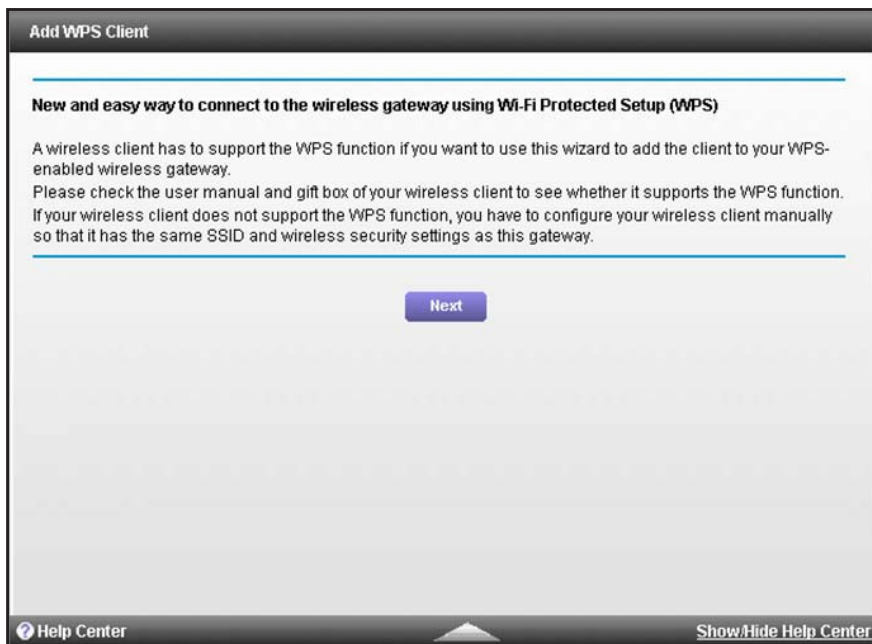 Add WPS Client
New and easy way to connect to the wireless gateway using Wi-Fi Protected Setup (WPS)
A wireless client has to support the WPS function if you want to use this wizard to add the client to your WPS-
enabled wireless gateway.
Please check the user manual and gift box of your wireless client to see whether it supports the WPS function.
If your wireless client does not support the WPS function, you have to configure your wireless client manually
so that it has the same SSID and wireless security settings as this gateway.
Next
Help Center
Show/Hide Help Center